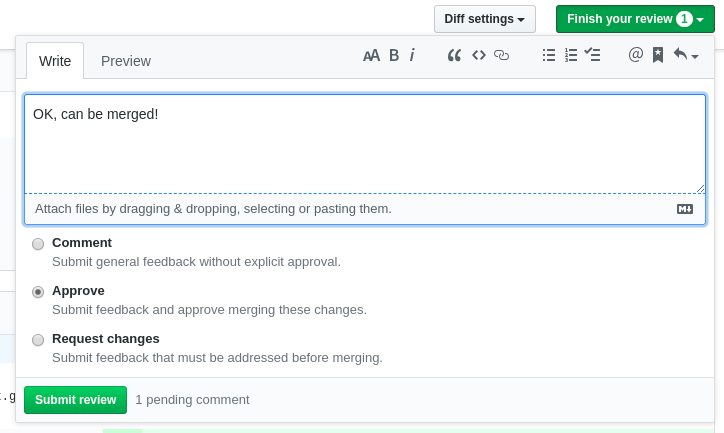 Diff settings
Finish your review 1
Write
Preview
AA B i
@
OK, can be merged!
Attach files by dragging & dropping, selecting or pasting them.
Comment
Submit general feedback without explicit approval.
Approve
Submit feedback and approve merging these changes.
Request changes
Submit feedback that must be addressed before merging.
Submit review
1 pending comment